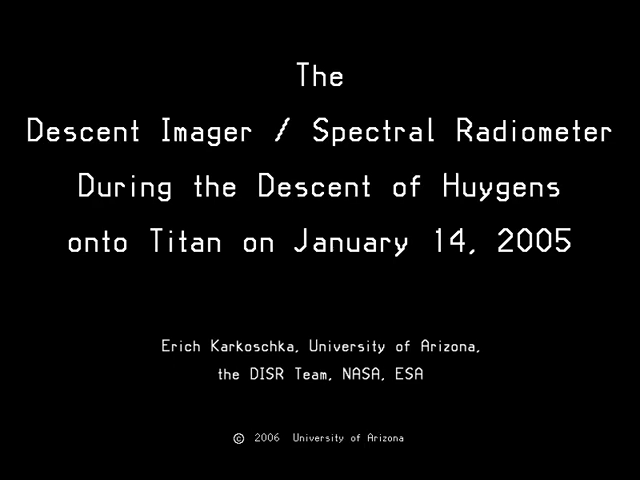 The
Descent Imager / Spectral Radiometer
During the Descent of Huygens
onto Titan on January 14, 2005
Erich Karkoschka, University of Arizona,
the DISR Team, NASA, ESA
© 2006 University of Arizona